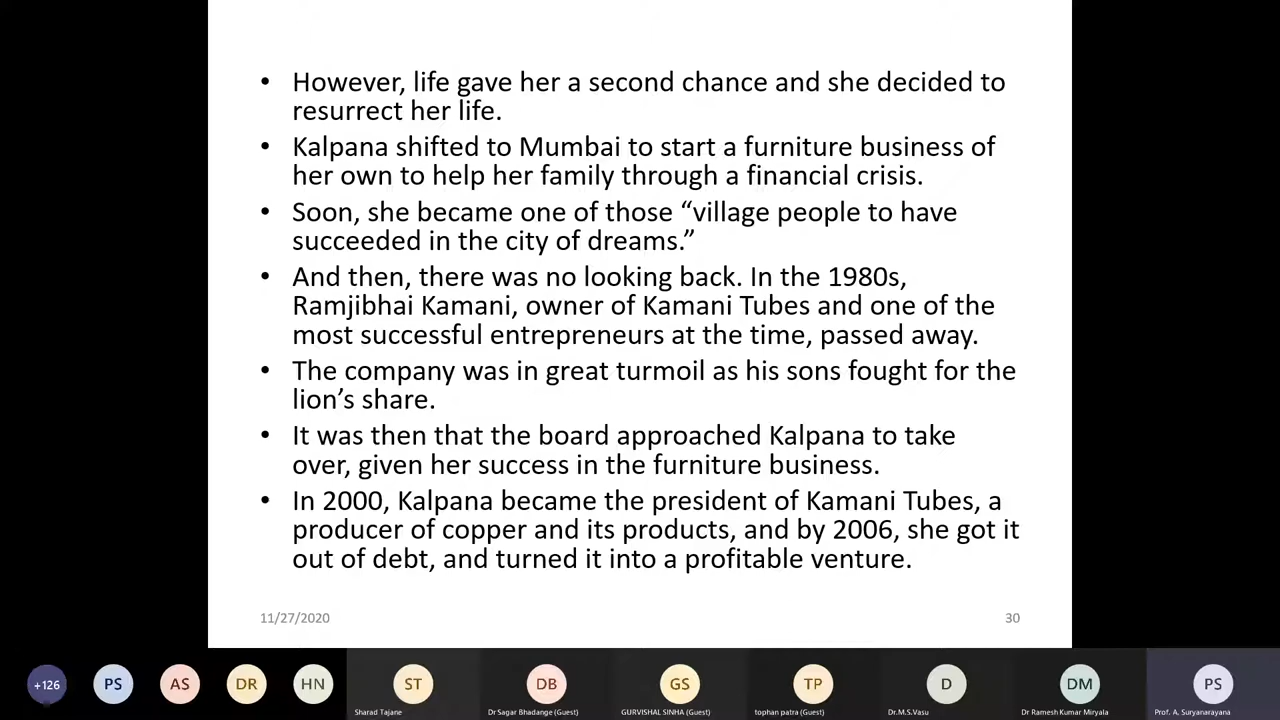 • However, life gave her a second chance and she decided to
resurrect her life.
• Kalpana shifted to Mumbai to start a furniture business of
her own to help her family through a financial crisis.
• Soon, she became one of those “village people to have
succeeded in the city of dreams.”
• And then, there was no looking back. In the 1980s,
Ramjibhai Kamani, owner of Kamani Tubes and one of the
most successful entrepreneurs at the time, passed away.
• The company was in great turmoil as his sons fought for the
lion’s share.
• It was then that the board approached Kalpana to take
over, given her success in the furniture business.
• In 2000, Kalpana became the president of Kamani Tubes, a
producer of copper and its products, and by 2006, she got it
out of debt, and turned it into a profitable venture.
11/27/2020 30
+126 PS AS DR HN ST DB GS TP D DM PS
Sharad Tajane Dr Sagar Bhadange (Guest) GURVISHAL SINHA (Guest) tophan patra (Guest) Dr.M.S.Vasu Dr Ramesh Kumar Miryala Prof. A. Suryanarayana